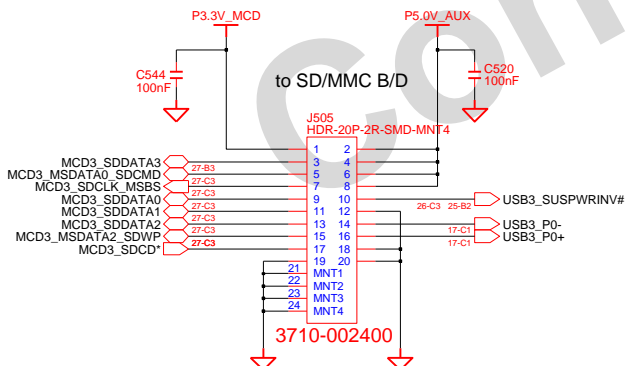 P3.3V_MCD P5.0V_AUX
C544 100nF
C520 100nF
to SD/MMC B/D
J505
HDR-20P-2R-SMD-MNT4
1 2
MCD3_SDDATA3 3 4
MCD3_MSDATA0_SDCMD 27-B3 5 6
MCD3_SDCLK_MSBS 27-C3 7 8
MCD3_SDDATA0 27-C3 9 10 26-C3 25-B2 USB3_SUSPWRINV#
MCD3_SDDATA1 27-C3 11 12
MCD3_SDDATA2 27-C3 13 14 USB3_P0-
MCD3_MSDATA2_SDWP 27-C3 15 16 17-C1 USB3_P0+
MCD3_SDCD* 27-C3 17 18 17-C1
19 20
21 MNT1
22 MNT2
23 MNT3
24 MNT4
3710-002400
Con